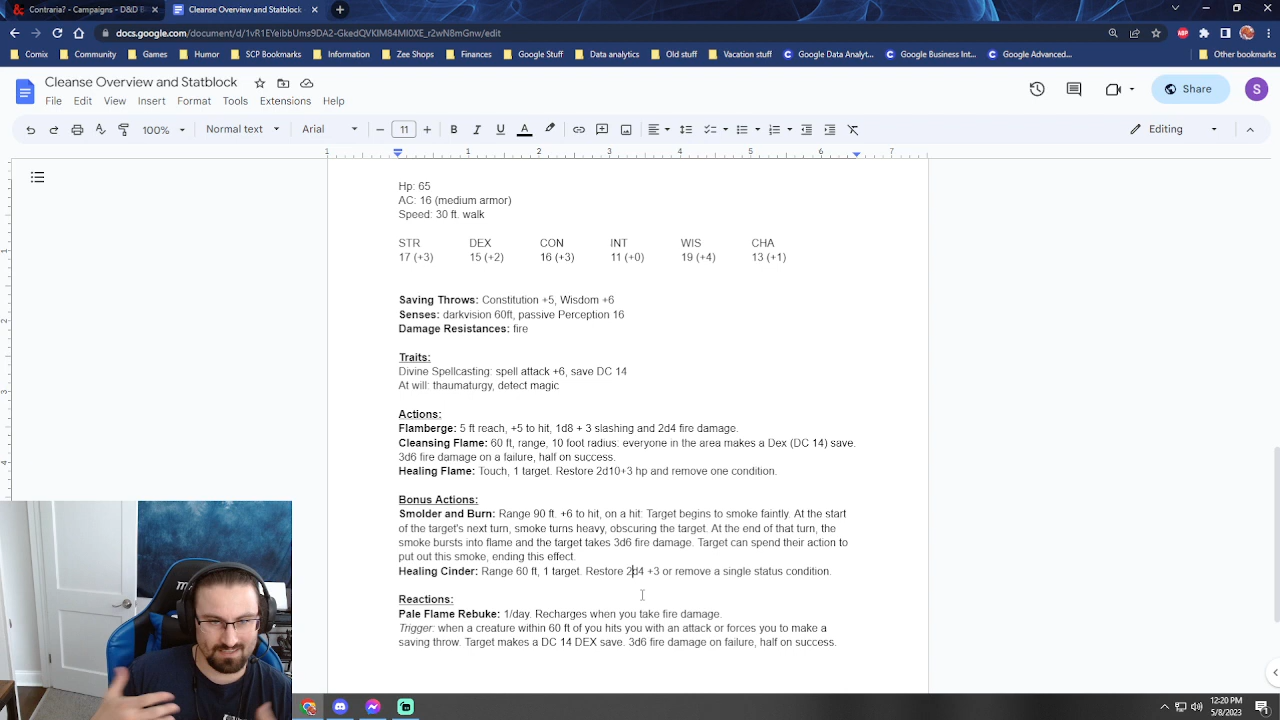 Contraria? - Campaigns - D&D B
Cleanse Overview and Statblock
docs.google.com/document/d/1vR1EYeibbUms9DA2-GkedQVKIM84MI0XE_r2wN8mGnw/edit
Comix
Humor
SCP Bookmarks
Google Stuff
Data analytics
Old stuff
Google Data Analyt...
Google Business Int...
Google Advanced...
Other bookmarks
Cleanse Overview and Statblock
File Edit View Insert Format Tools Extensions Help
Share
S
100% Normal text Arial 11 B I U A Editing
1 1 2 3 4 5 6 7
Hp: 65
AC: 16 (medium armor)
Speed: 30 ft. walk
STR DEX CON INT WIS CHA
17 (+3) 15 (+2) 16 (+3) 11 (+0) 19 (+4) 13 (+1)
Saving Throws: Constitution +5, Wisdom +6
Senses: darkvision 60ft, passive Perception 16
Damage Resistances: fire
Traits:
Divine Spellcasting: spell attack +6, save DC 14
At will: thaumaturgy, detect magic
Actions:
Flamberge: 5 ft reach, +5 to hit, 1d8 + 3 slashing and 2d4 fire damage.
Cleansing Flame: 60 ft, range, 10 foot radius: everyone in the area makes a Dex (DC 14) save.
3d6 fire damage on a failure, half on success.
Healing Flame: Touch, 1 target. Restore 2d10+3 hp and remove one condition.
Bonus Actions:
Smolder and Burn: Range 90 ft. +6 to hit, on a hit: Target begins to smoke faintly. At the start
of the target's next turn, smoke turns heavy, obscuring the target. At the end of that turn, the
smoke bursts into flame and the target takes 3d6 fire damage. Target can spend their action to
put out this smoke, ending this effect.
Healing Cinder: Range 60 ft, 1 target. Restore 2d4 +3 or remove a single status condition.
Reactions:
Pale Flame Rebuke: 1/day. Recharges when you take fire damage.
Trigger: when a creature within 60 ft of you hits you with an attack or forces you to make a
saving throw. Target makes a DC 14 DEX save. 3d6 fire damage on failure, half on success.
12:20 PM
5/8/2023